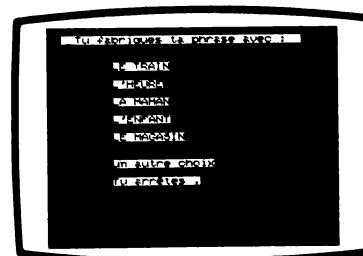 Tu fabriques ta phrase avec :
LE TRAIN
L'HEURE
LA MAMAN
L'ENFANT
LE MAGASIN
un autre choix
Tu arrêtes .